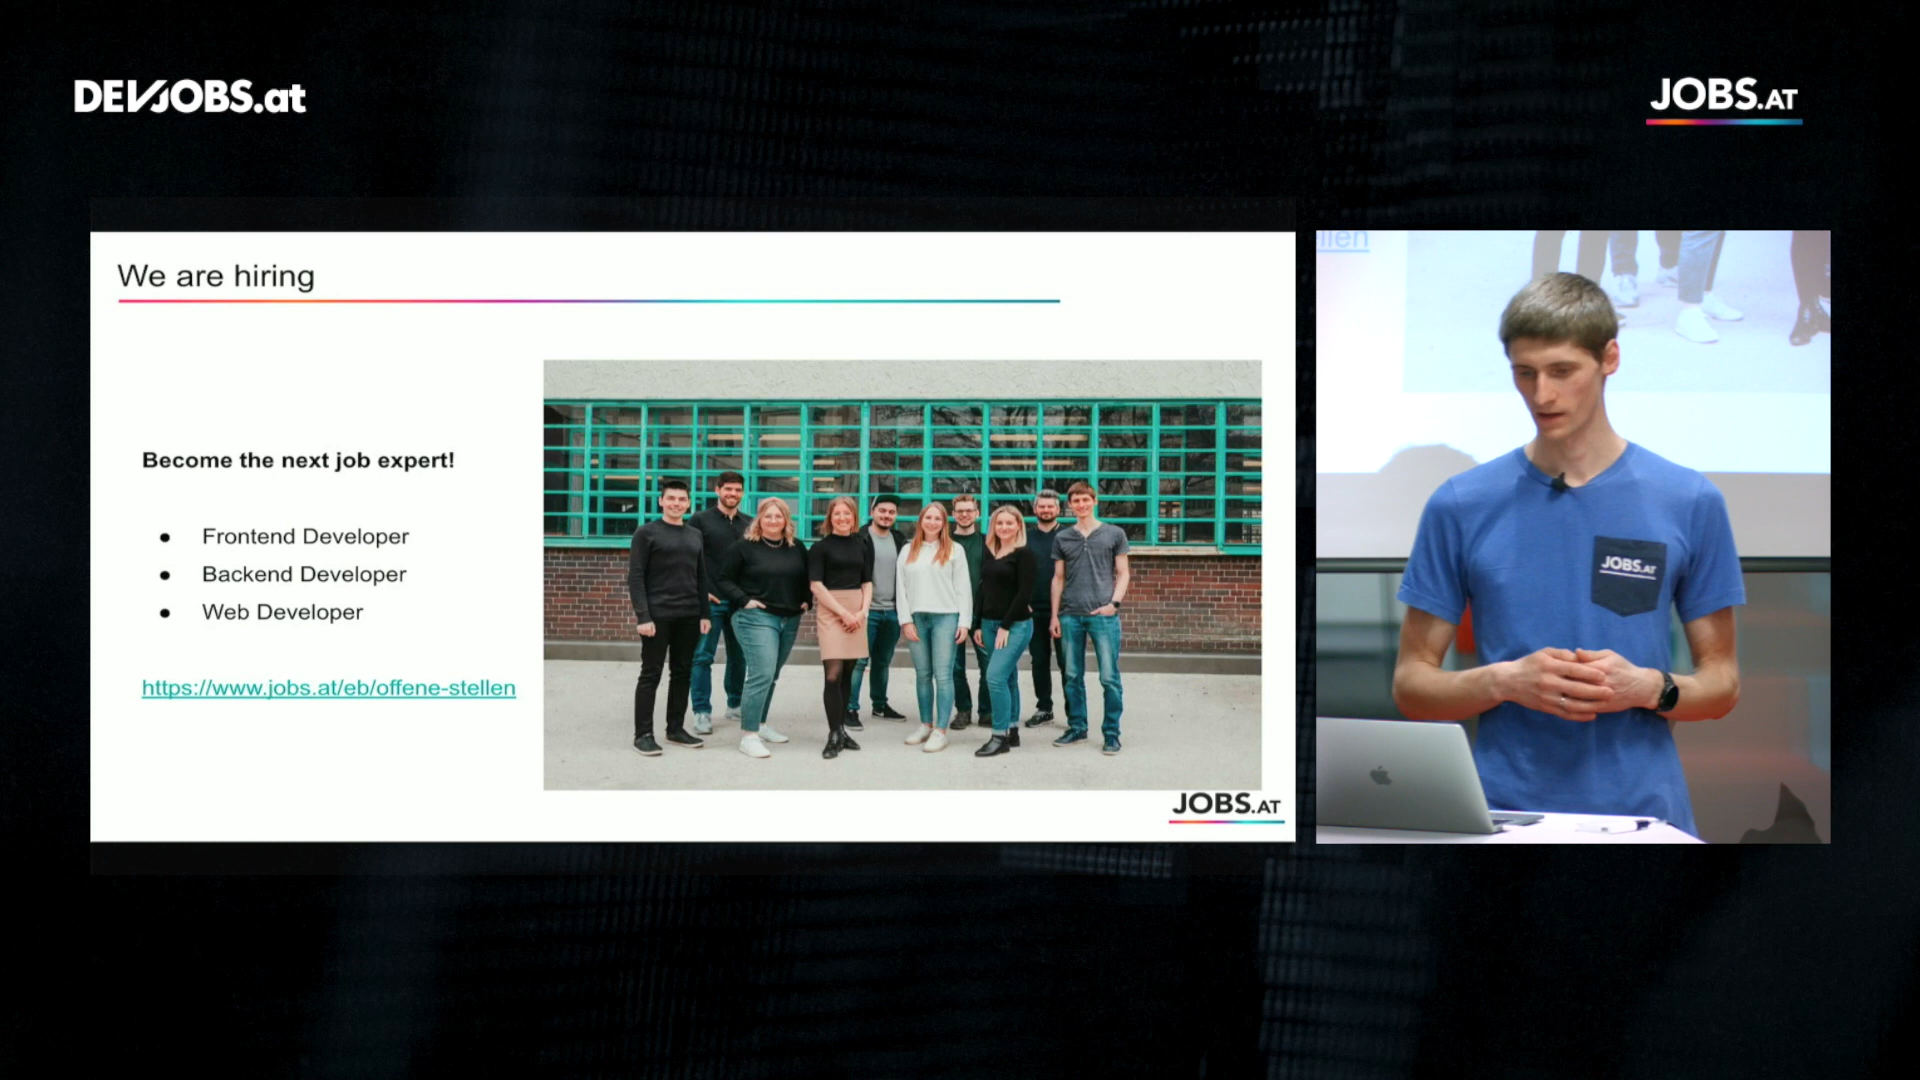 DEVJOBS.at
JOBS.AT
We are hiring
Become the next job expert!
● Frontend Developer
● Backend Developer
● Web Developer
https://www.jobs.at/eb/offene-stellen
JOBS.AT
llen
JOBS.AT